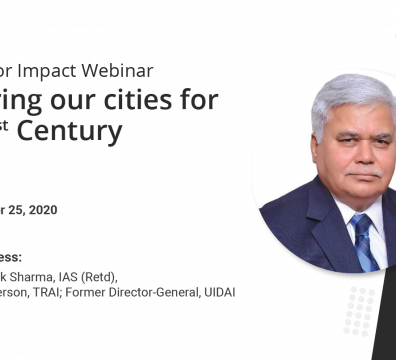 or Impact Webinar
ring our cities for
st Century
r 25, 2020
ess:
k Sharma, IAS (Retd),
erson, TRAI; Former Director-General, UIDAI